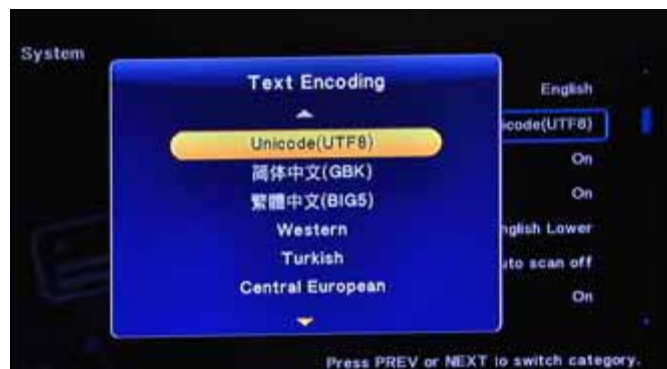 System
Text Encoding
English
Unicode(UTF8)
icode(UTF8)
简体中文(GBK)
On
繁體中文(BIG5)
On
Western
nglish Lower
Turkish
uto scan off
Central European
On
Press PREV or NEXT to switch category.